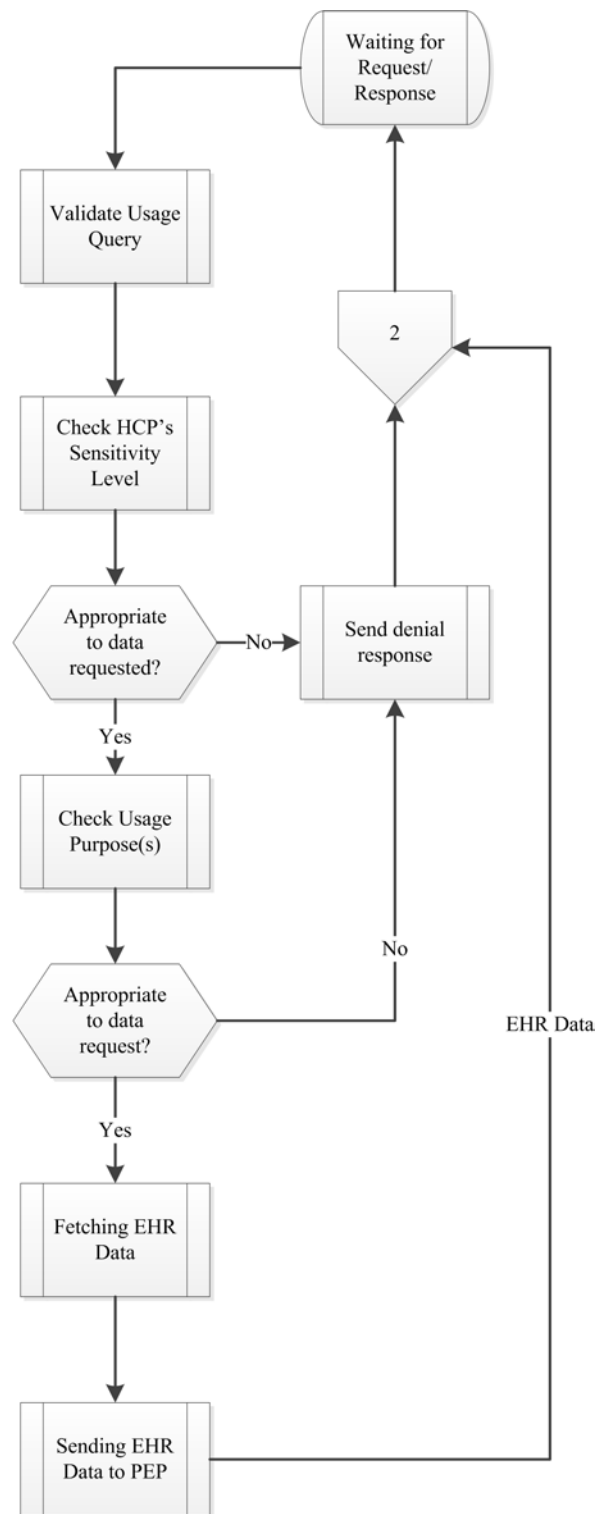 Waiting for
Request/
Response
Validate Usage
Query
2
Check HCP's
Sensitivity
Level
Appropriate
to data
requested?
No
Send denial
response
Yes
Check Usage
Purpose(s)
No
Appropriate
to data
request?
EHR Data
Yes
Fetching EHR
Data
Sending EHR
Data to PEP